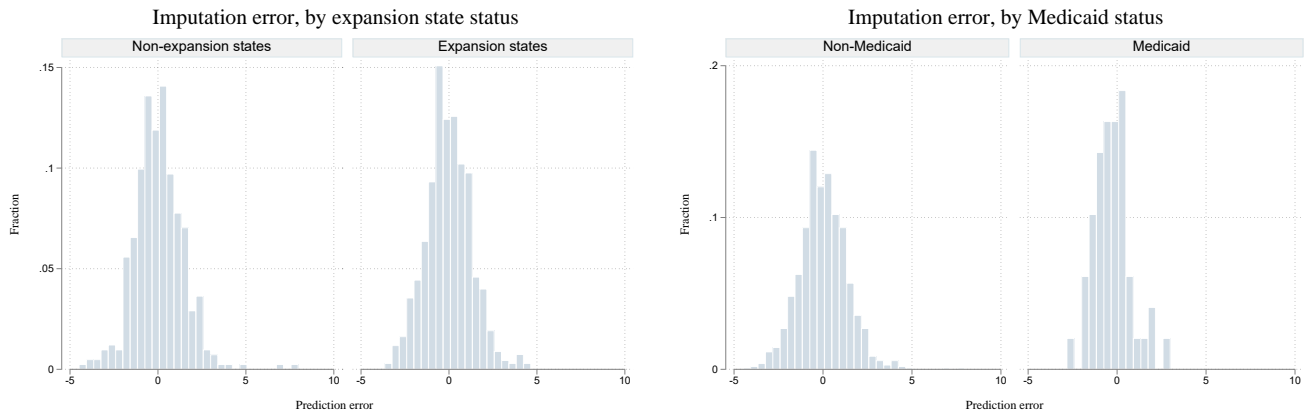 Imputation error, by expansion state status
Non-expansion states Expansion states
.15
.1
.05
0
Fraction
-5 0 5 10 -5 0 5 10
Prediction error
Imputation error, by Medicaid status
Non-Medicaid Medicaid
.2
.1
0
Fraction
-5 0 5 10 -5 0 5 10
Prediction error